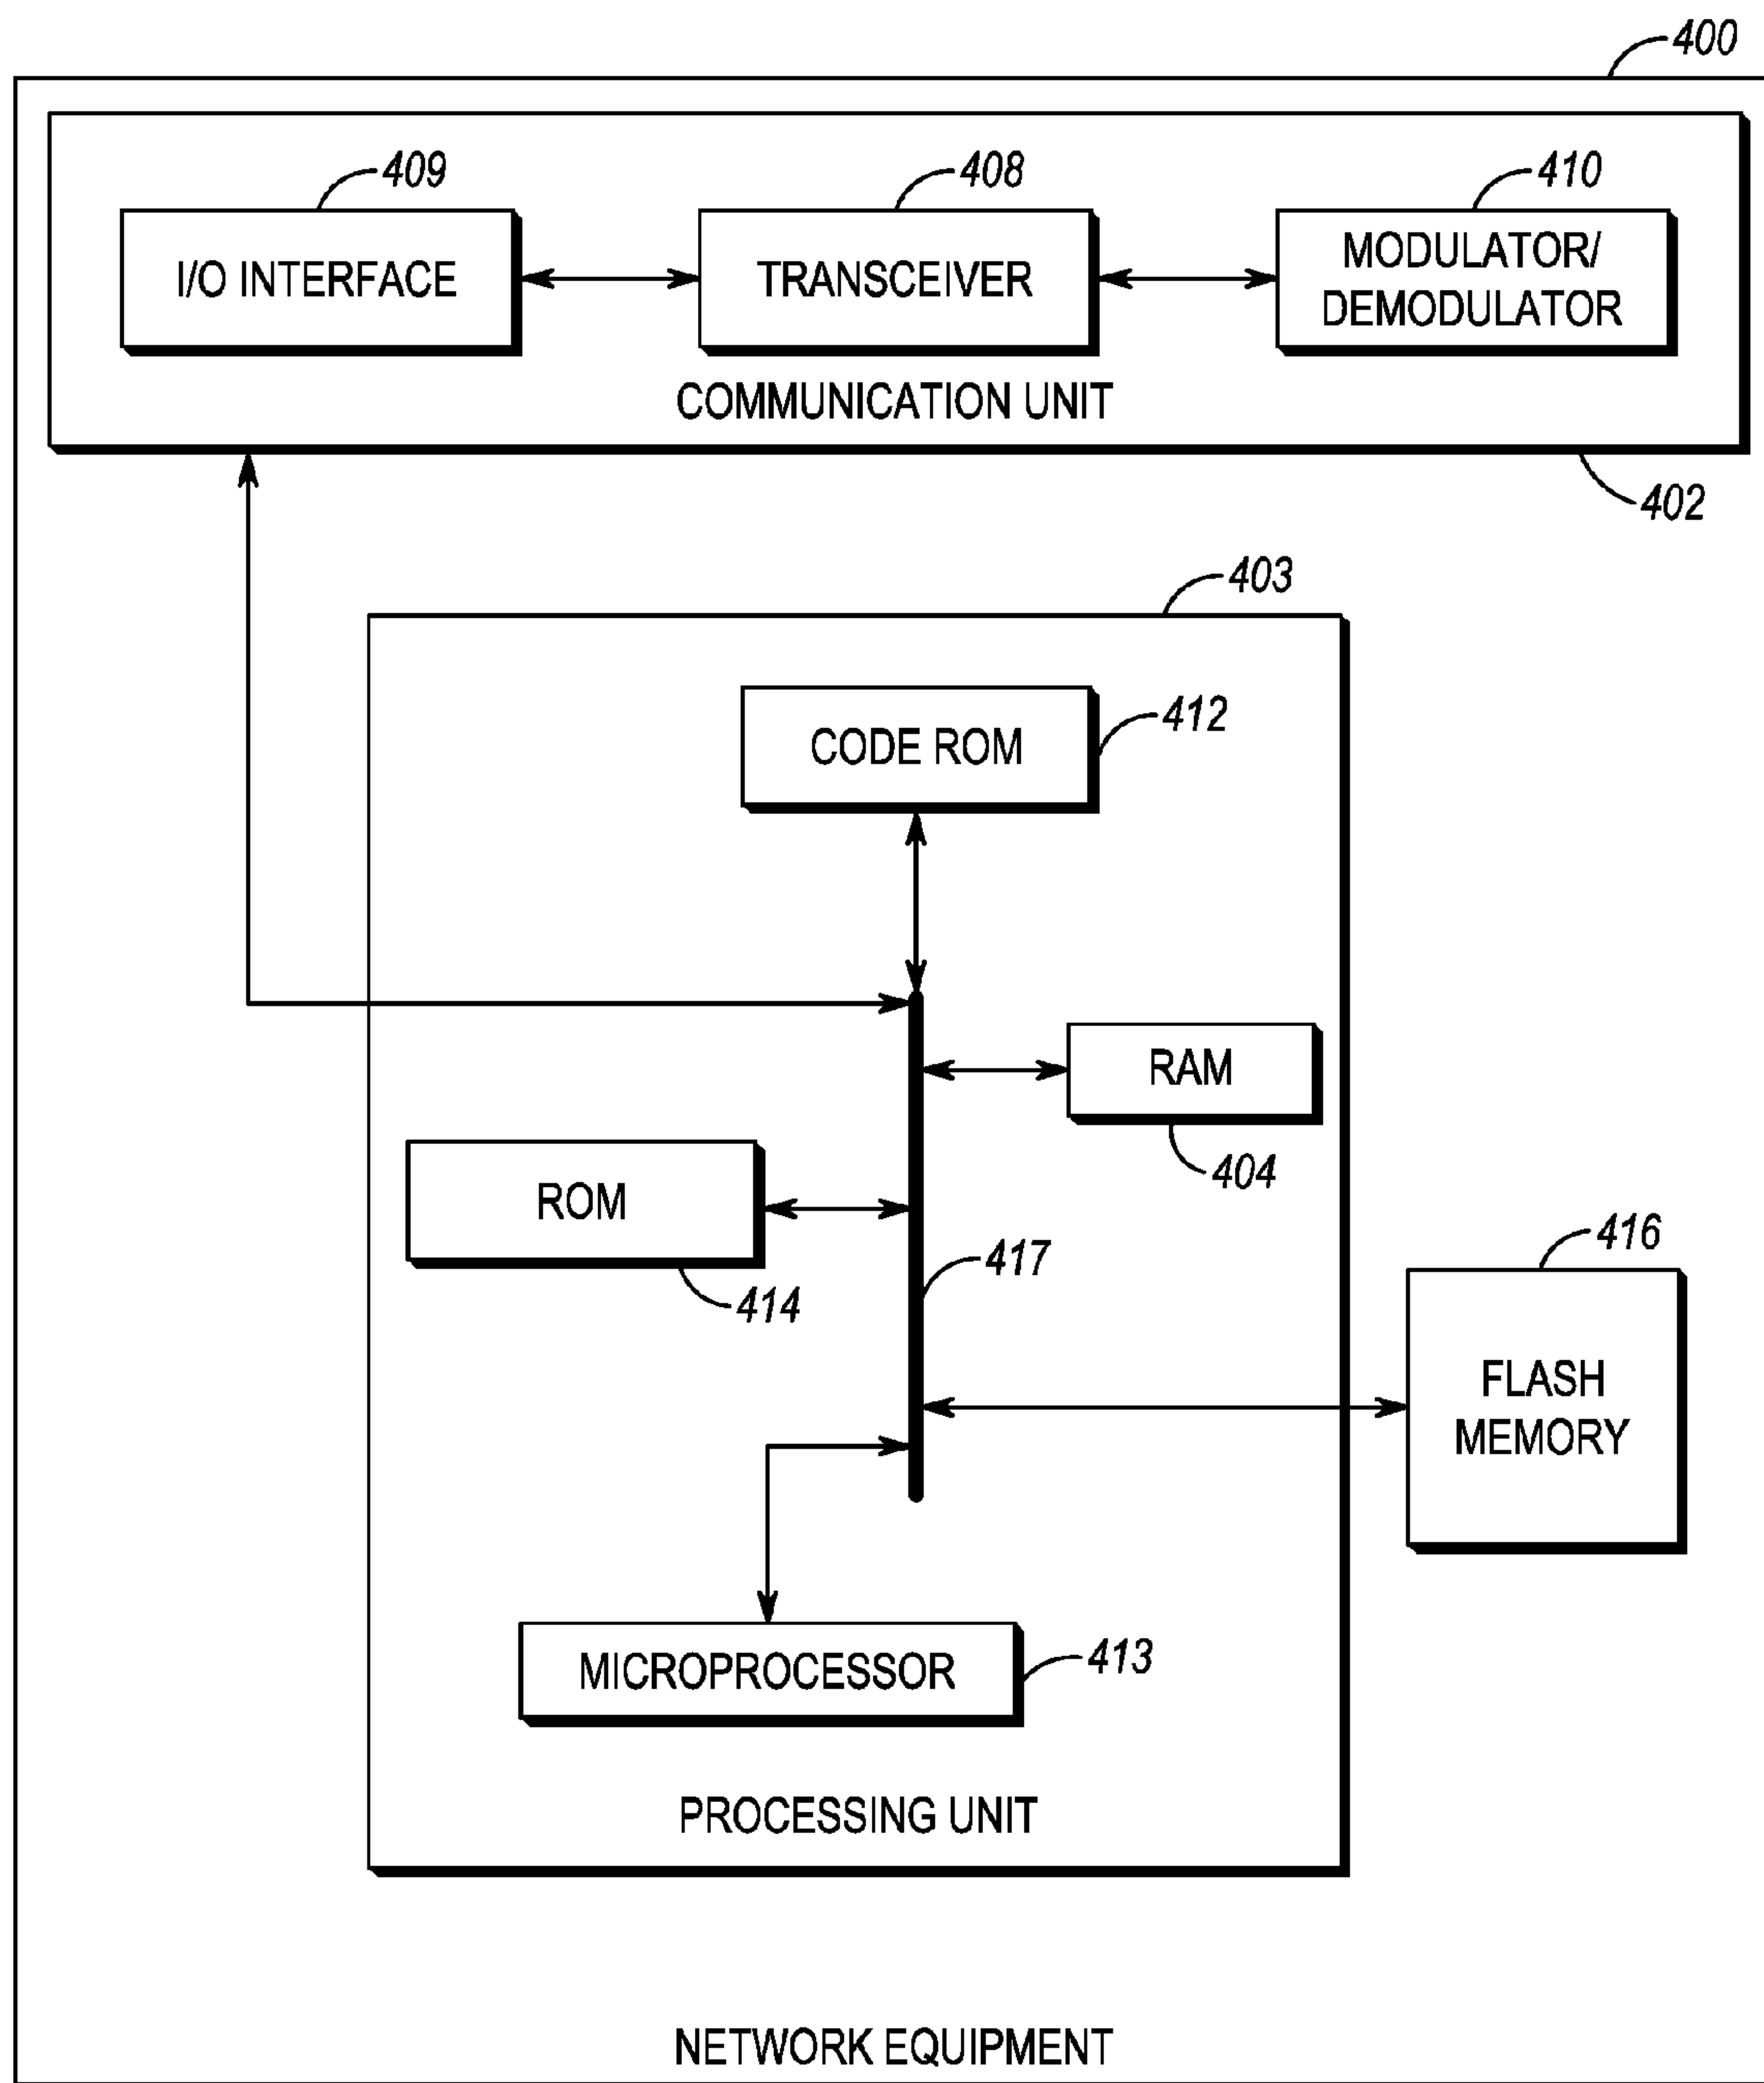 400
409
408
410
I/O INTERFACE
TRANSCEIVER
MODULATOR/
DEMODULATOR
COMMUNICATION UNIT
402
403
CODE ROM
412
RAM
404
ROM
414
417
416
FLASH
MEMORY
MICROPROCESSOR
413
PROCESSING UNIT
NETWORK EQUIPMENT